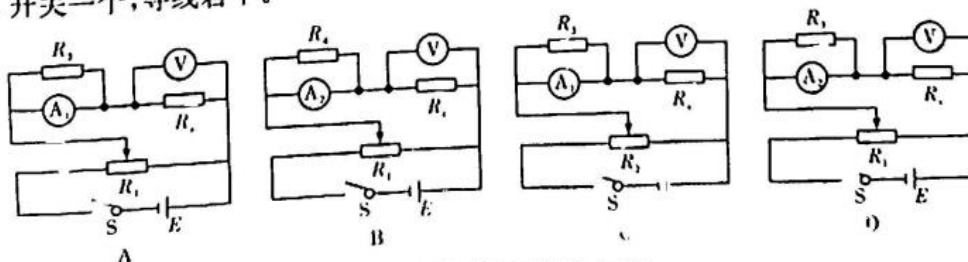 开关一个,导线若干。
R₃ V R₄ V R₃ V R₃ V
A₁ Rₓ A₂ Rₓ A₁ Rₓ A₂ Rₓ
R₁ R₁ R₂ R₁
S E S E S S
A B C D